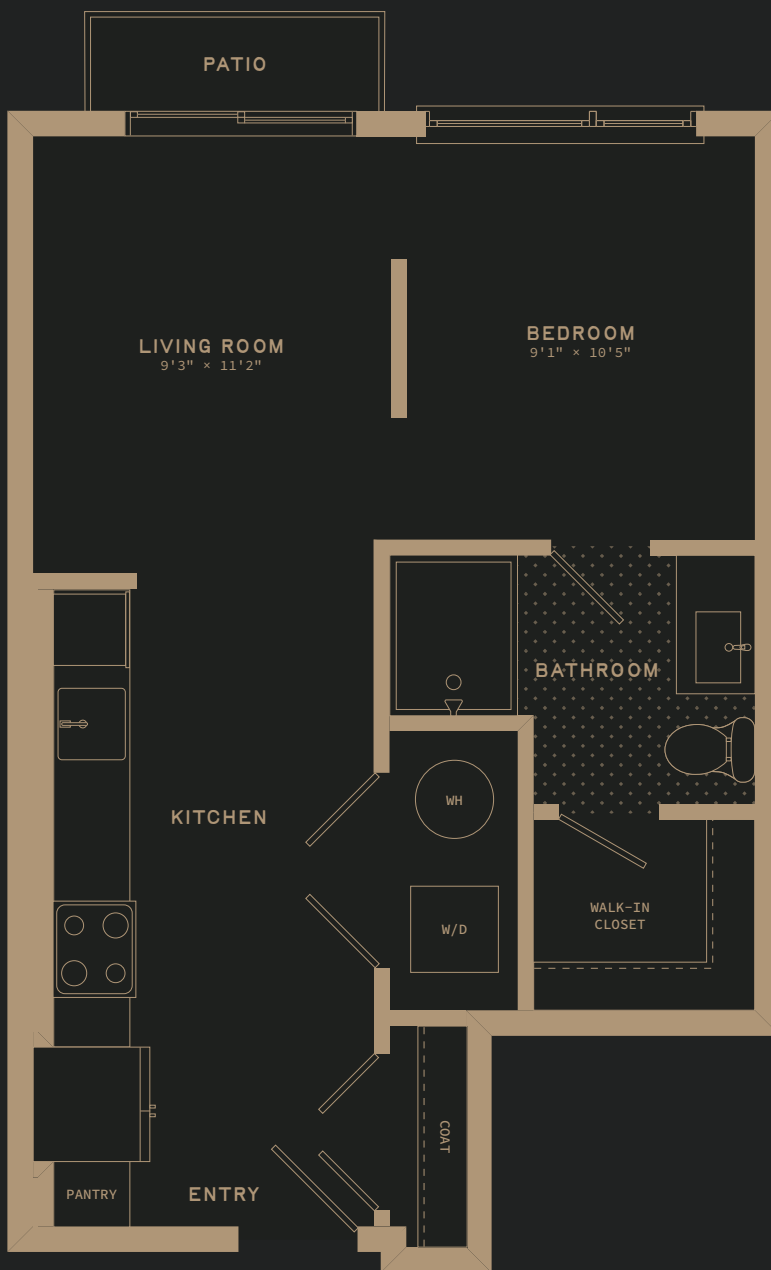 PATIO
LIVING ROOM
9'3" × 11'2"
BEDROOM
9'1" × 10'5"
BATHROOM
KITCHEN
WH
W/D
WALK-IN
CLOSET
COAT
PANTRY
ENTRY